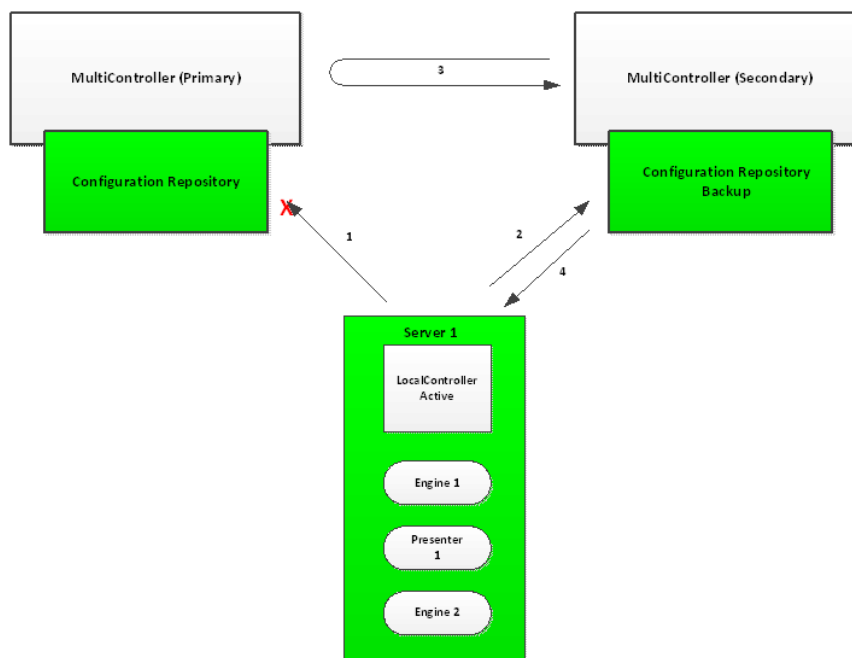 MultiController (Primary)
3
MultiController (Secondary)
Configuration Repository
Configuration Repository
Backup
X
1
2
4
Server 1
LocalController
Active
Engine 1
Presenter
1
Engine 2